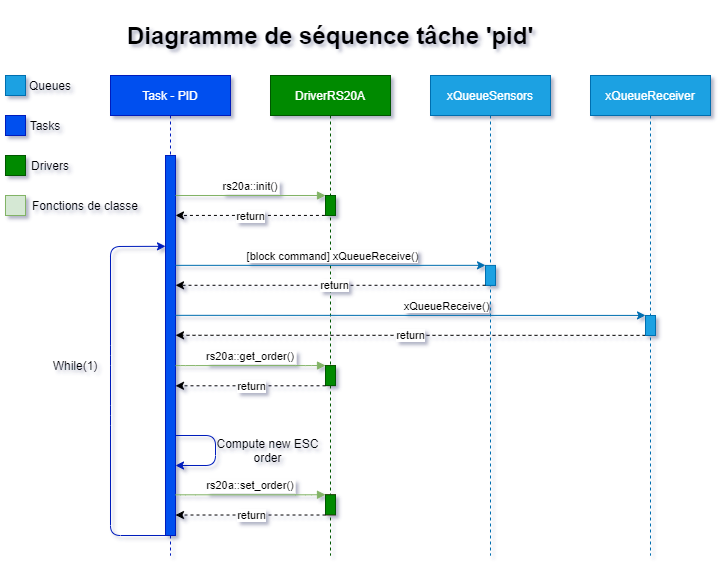 Diagramme de séquence tâche 'pid'
Queues
Tasks
Drivers
Fonctions de classe
Task - PID
DriverRS20A
xQueueSensors
xQueueReceiver
rs20a::init()
return
[block command] xQueueReceive()
return
xQueueReceive()
return
While(1)
rs20a::get_order()
return
Compute new ESC
order
rs20a::set_order()
return